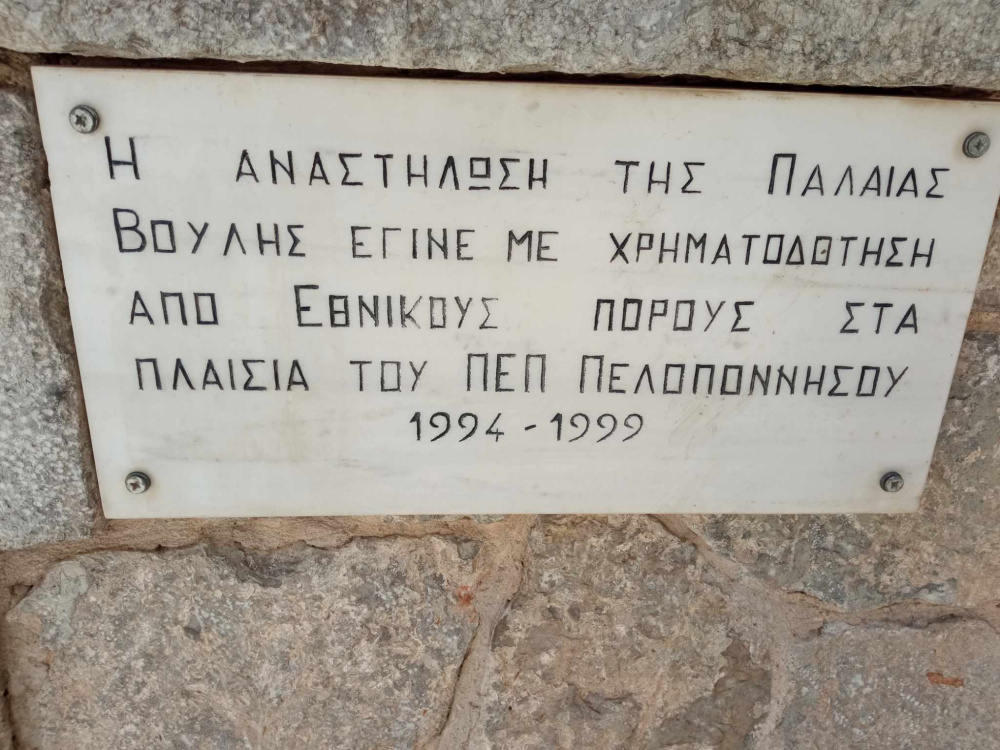 Η ΑΝΑΣΤΗΛΩΣΗ ΤΗΣ ΠΑΛΑΙΑΣ
ΒΟΥΛΗΣ ΕΓΙΝΕ ΜΕ ΧΡΗΜΑΤΟΔΟΤΗΣΗ
ΑΠΟ ΕΘΝΙΚΟΥΣ ΠΟΡΟΥΣ ΣΤΑ
ΠΛΑΙΣΙΑ ΤΟΥ ΠΕΠ ΠΕΛΟΠΟΝΝΗΣΟΥ
1994 - 1999